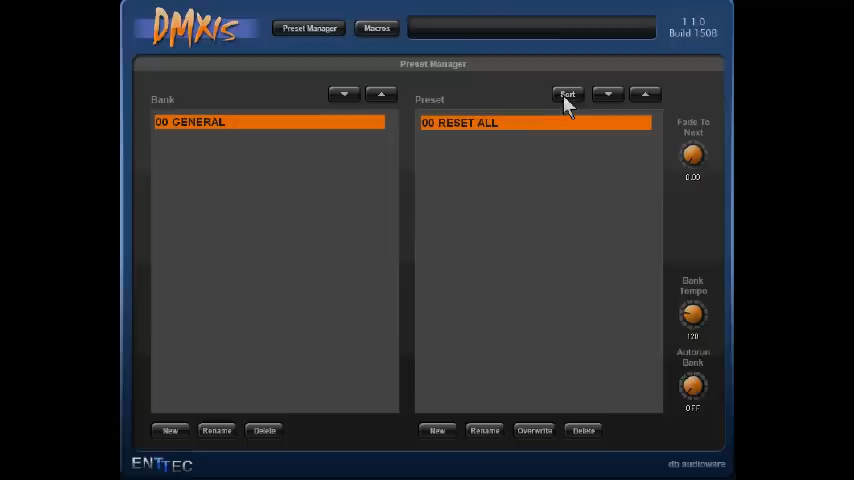 DMXIS
Preset Manager
Macros
1.1.0
Build 1508
Preset Manager
Bank
Preset
Sort
00 GENERAL
00 RESET ALL
Fade To
Next
0.00
Bank
Tempo
120
Autorun
Bank
OFF
New
Rename
Delete
New
Rename
Overwrite
Delete
ENTTEC
db audioware